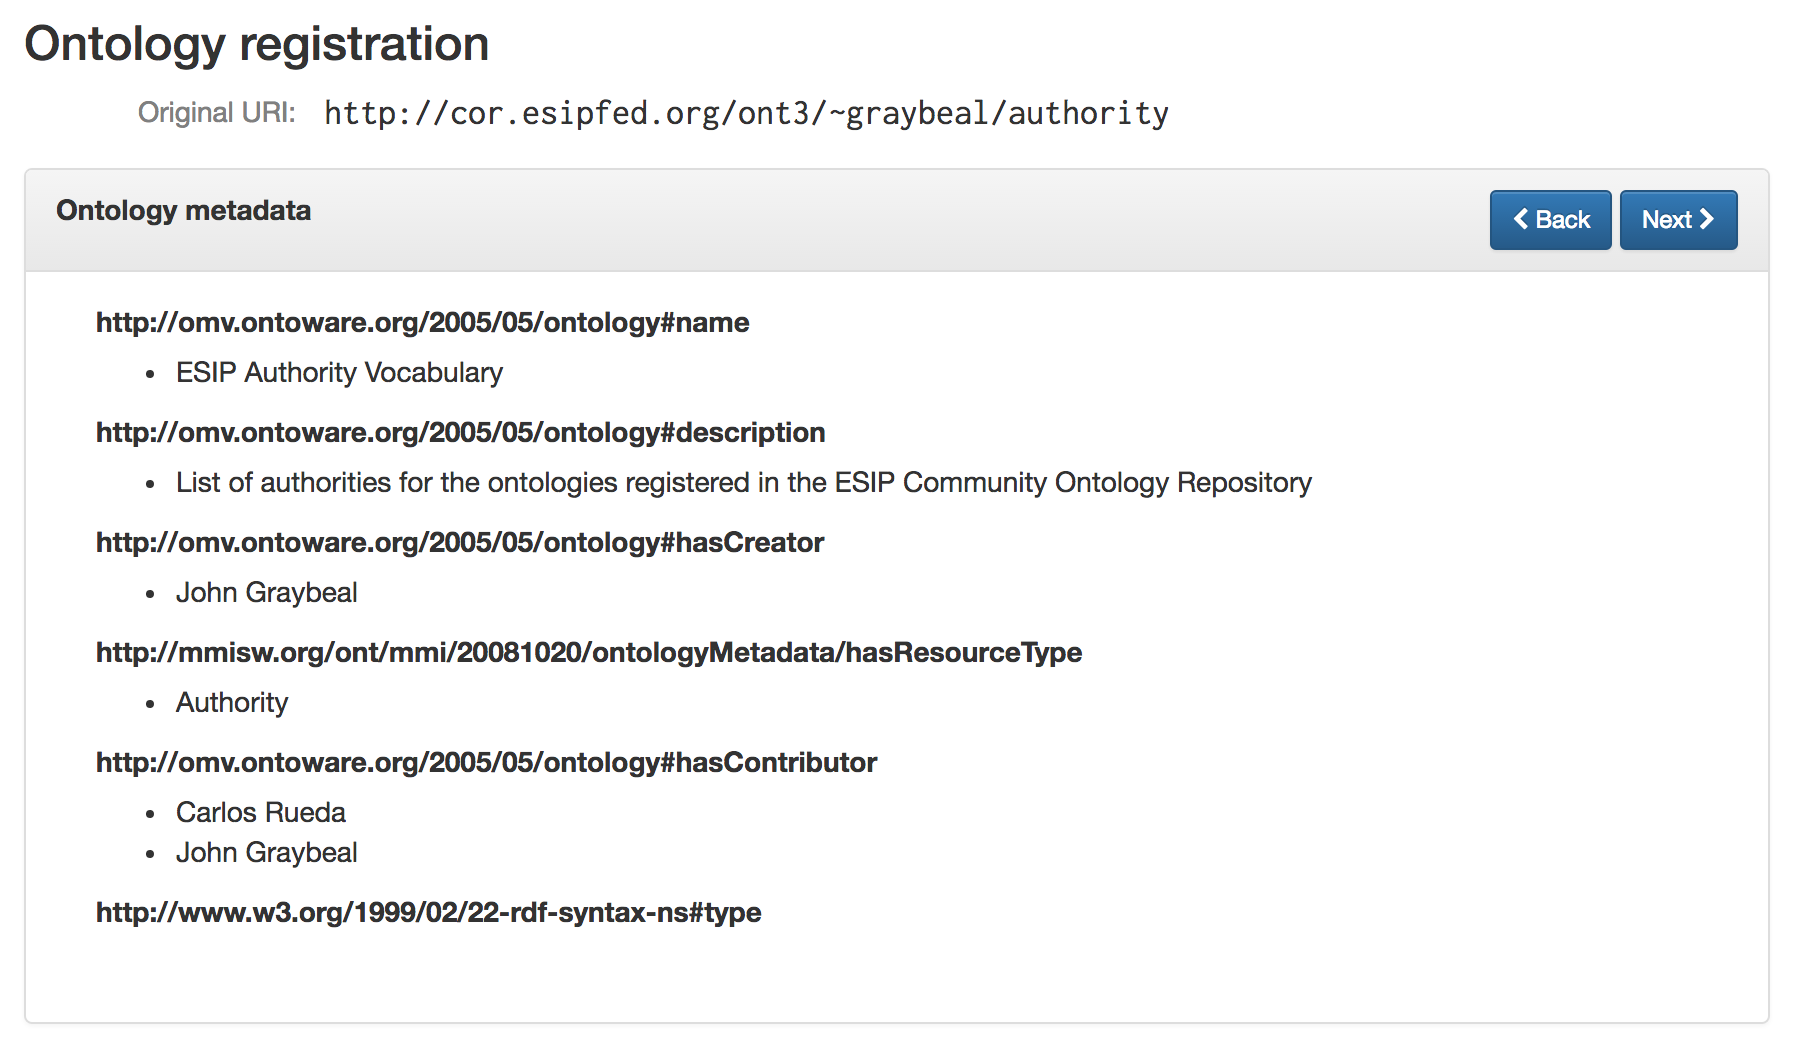 Ontology registration
Original URI: http://cor.esipfed.org/ont3/~graybeal/authority
Ontology metadata
Back Next
http://omv.ontoware.org/2005/05/ontology#name
• ESIP Authority Vocabulary
http://omv.ontoware.org/2005/05/ontology#description
• List of authorities for the ontologies registered in the ESIP Community Ontology Repository
http://omv.ontoware.org/2005/05/ontology#hasCreator
• John Graybeal
http://mmisw.org/ont/mmi/20081020/ontologyMetadata/hasResourceType
• Authority
http://omv.ontoware.org/2005/05/ontology#hasContributor
• Carlos Rueda
• John Graybeal
http://www.w3.org/1999/02/22-rdf-syntax-ns#type